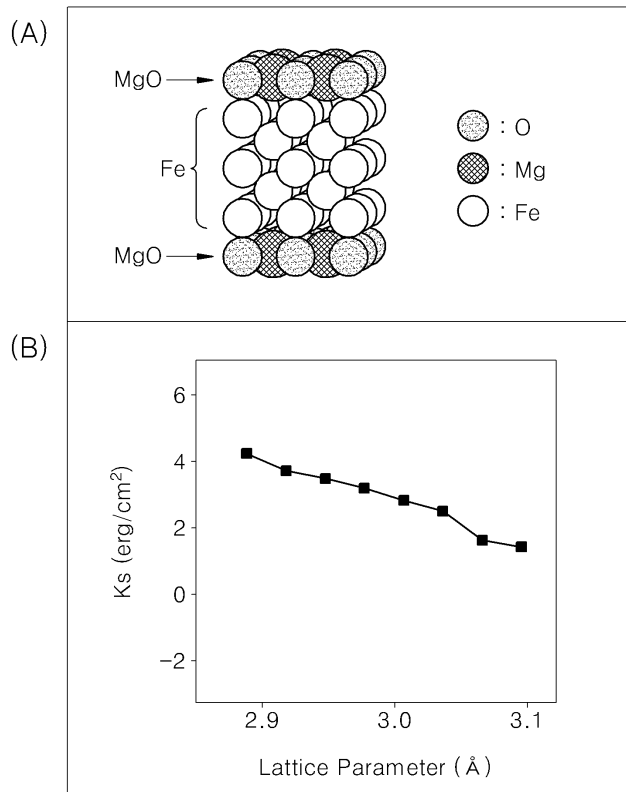 (A)
MgO
Fe
MgO
: O
: Mg
: Fe
(B)
6
4
2
0
−2
Ks (erg/cm²)
2.9 3.0 3.1
Lattice Parameter (Å)